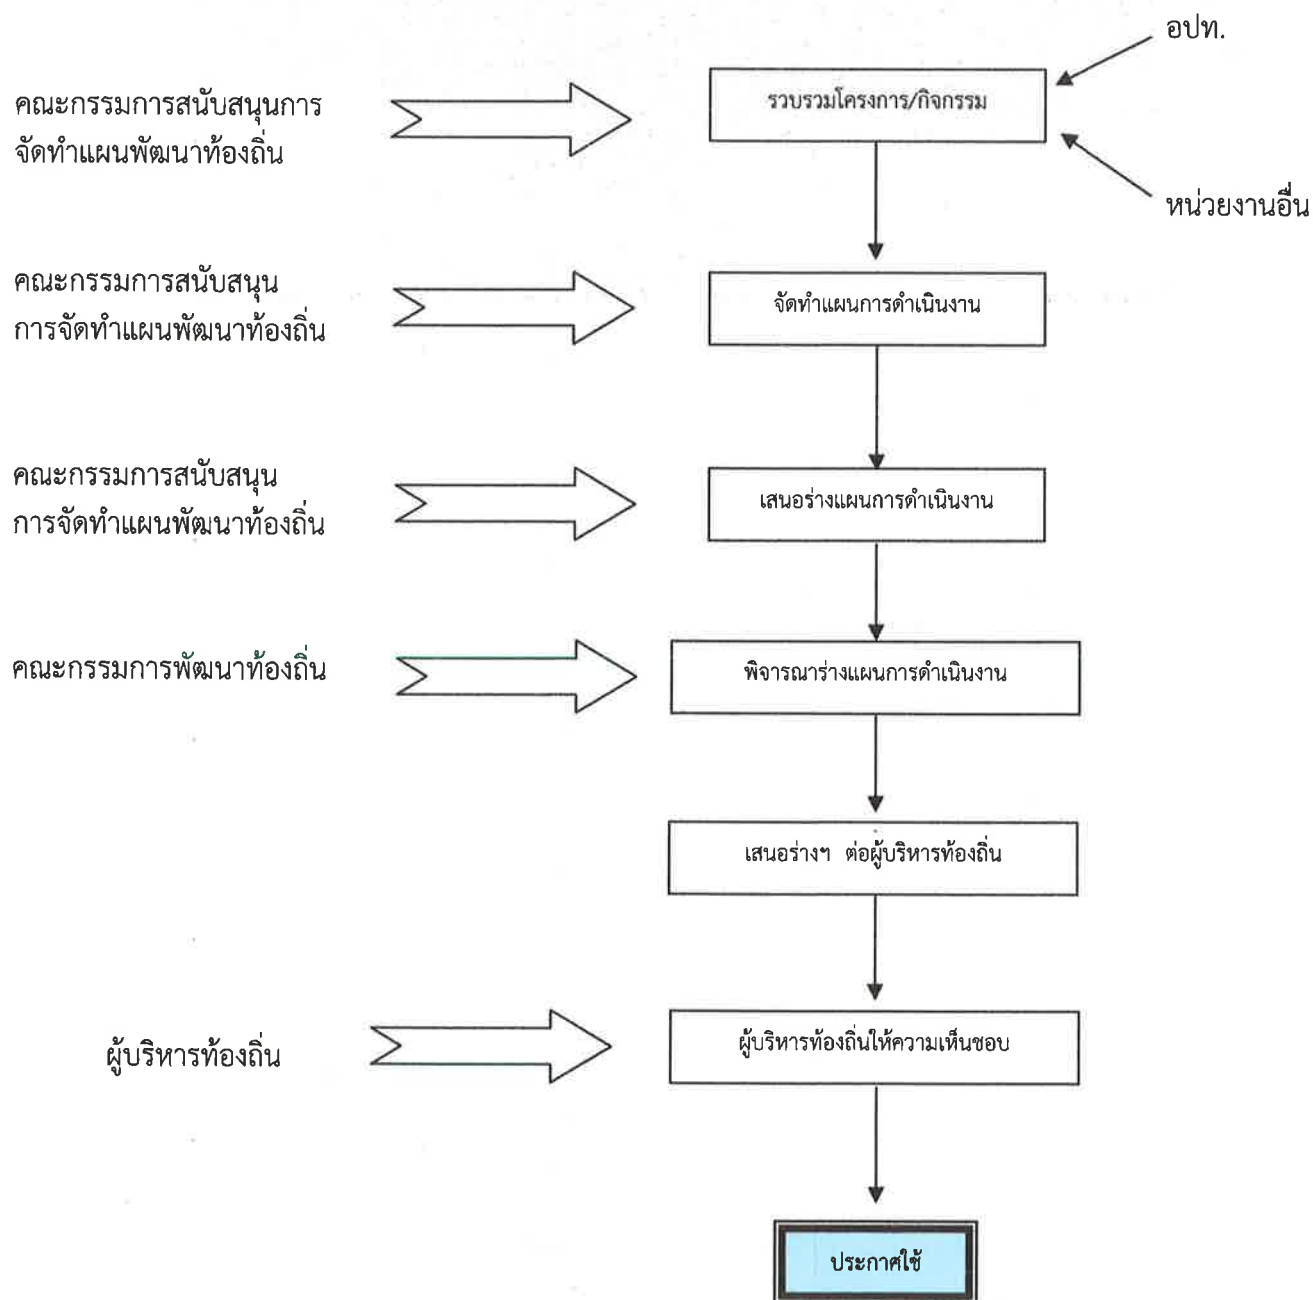 อปท.
คณะกรรมการสนับสนุนการ
จัดทำแผนพัฒนาท้องถิ่น
รวบรวมโครงการ/กิจกรรม
หน่วยงานอื่น
คณะกรรมการสนับสนุน
การจัดทำแผนพัฒนาท้องถิ่น
จัดทำแผนการดำเนินงาน
คณะกรรมการสนับสนุน
การจัดทำแผนพัฒนาท้องถิ่น
เสนอร่างแผนการดำเนินงาน
คณะกรรมการพัฒนาท้องถิ่น
พิจารณาร่างแผนการดำเนินงาน
เสนอร่างฯ ต่อผู้บริหารท้องถิ่น
ผู้บริหารท้องถิ่น
ผู้บริหารท้องถิ่นให้ความเห็นชอบ
ประกาศใช้